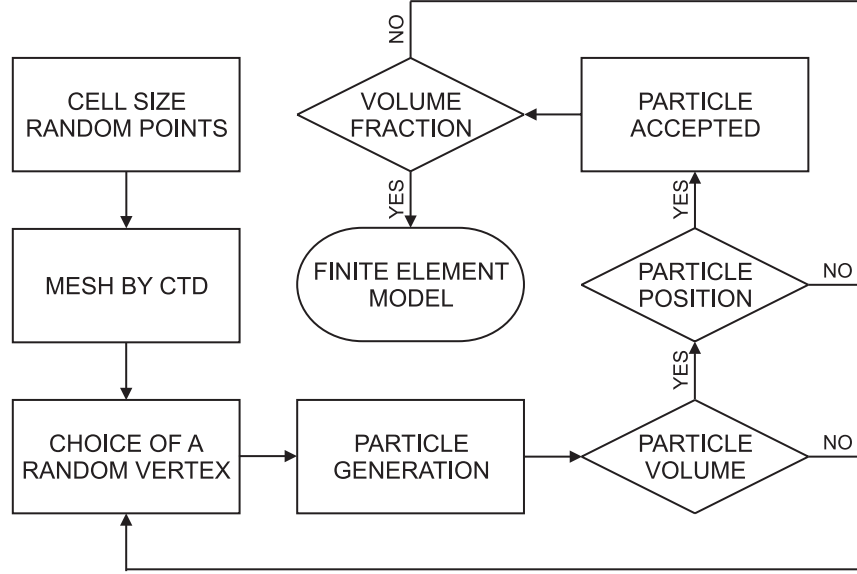 CELL SIZE
RANDOM POINTS
MESH BY CTD
CHOICE OF A
RANDOM VERTEX
PARTICLE
GENERATION
PARTICLE
VOLUME
NO
YES
PARTICLE
POSITION
NO
YES
PARTICLE
ACCEPTED
VOLUME
FRACTION
NO
YES
FINITE ELEMENT
MODEL